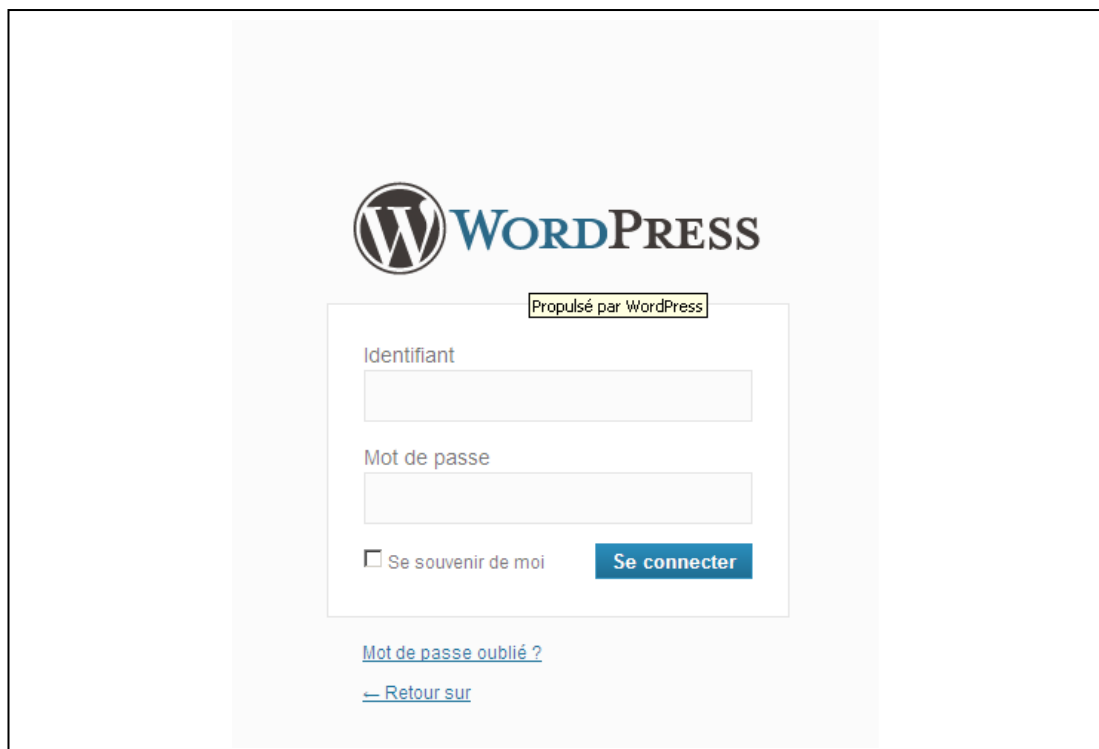 WORDPRESS
Propulsé par WordPress
Identifiant
Mot de passe
Se souvenir de moi
Se connecter
Mot de passe oublié ?
← Retour sur